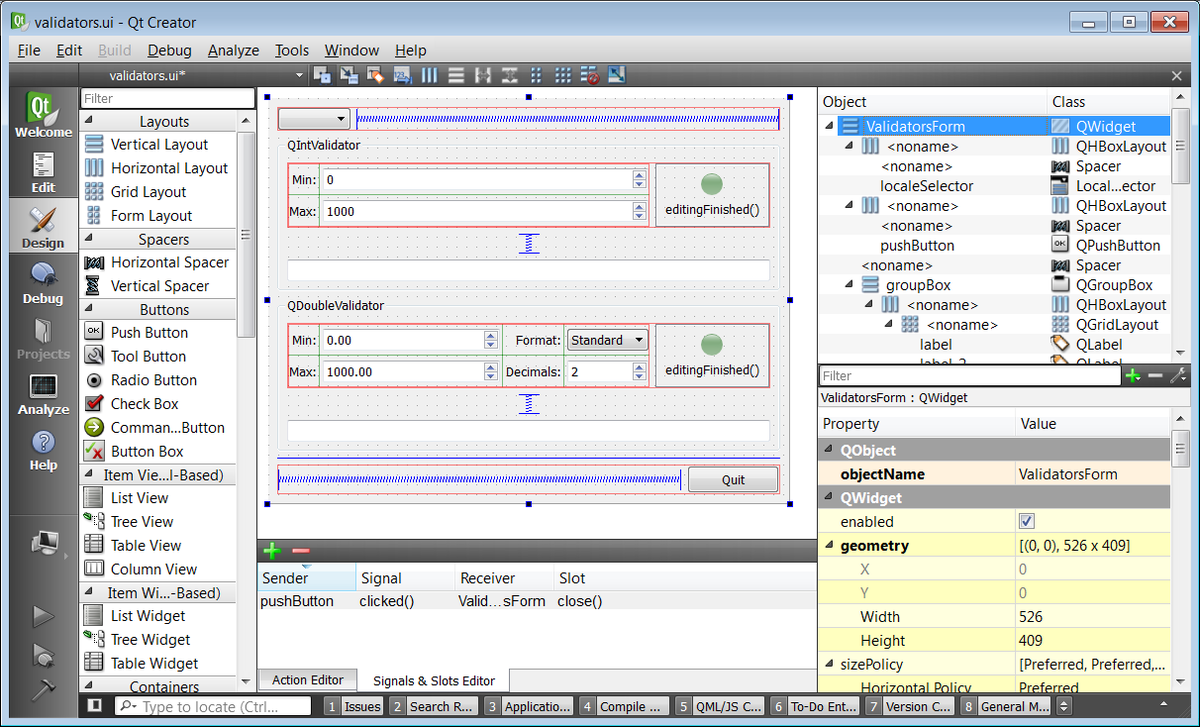 validators.ui - Qt Creator
File Edit Build Debug Analyze Tools Window Help
validators.ui*
Welcome
Edit
Design
Debug
Projects
Analyze
Help
Filter
Layouts
Vertical Layout
Horizontal Layout
Grid Layout
Form Layout
Spacers
Horizontal Spacer
Vertical Spacer
Buttons
OK Push Button
Tool Button
Radio Button
Check Box
Comman...Button
Button Box
Item Vie...l-Based)
List View
Tree View
Table View
Column View
Item Wi...-Based)
List Widget
Tree Widget
Table Widget
Containers
QIntValidator
Min: 0
Max: 1000
editingFinished()
QDoubleValidator
Min: 0.00 Format: Standard
Max: 1000.00 Decimals: 2
editingFinished()
Quit
Sender Signal Receiver Slot
pushButton clicked() Valid...sForm close()
Action Editor Signals & Slots Editor
Object Class
ValidatorsForm QWidget
<noname> QHBoxLayout
<noname> Spacer
localeSelector Local...ector
<noname> QHBoxLayout
<noname> Spacer
pushButton OK QPushButton
<noname> Spacer
groupBox QGroupBox
<noname> QHBoxLayout
<noname> QGridLayout
label QLabel
label_2 QLabel
Filter
ValidatorsForm : QWidget
Property Value
QObject
objectName ValidatorsForm
QWidget
enabled
geometry [(0, 0), 526 x 409]
X 0
Y 0
Width 526
Height 409
sizePolicy [Preferred, Preferred,...
Horizontal Policy Preferred
Type to locate (Ctrl...
1 Issues 2 Search R... 3 Applicatio... 4 Compile ... 5 QML/JS C... 6 To-Do Ent... 7 Version C... 8 General M...